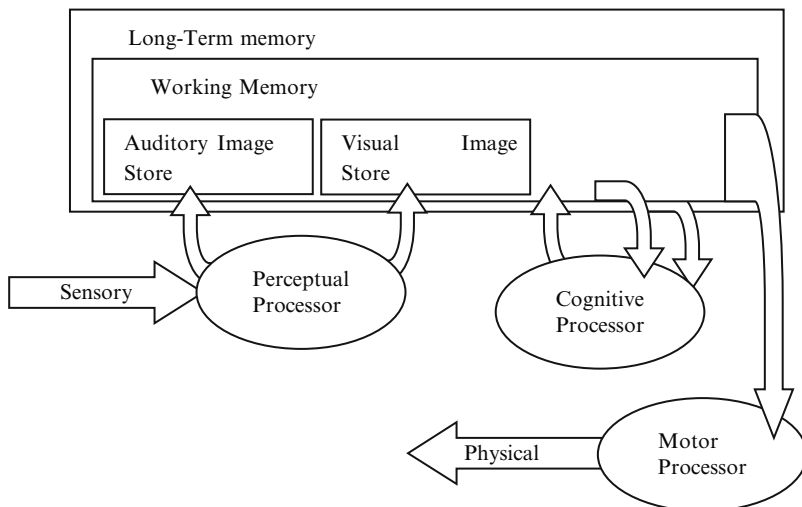 Long-Term memory
Working Memory
Auditory Image
Store
Visual Image
Store
Sensory
Perceptual
Processor
Cognitive
Processor
Physical
Motor
Processor